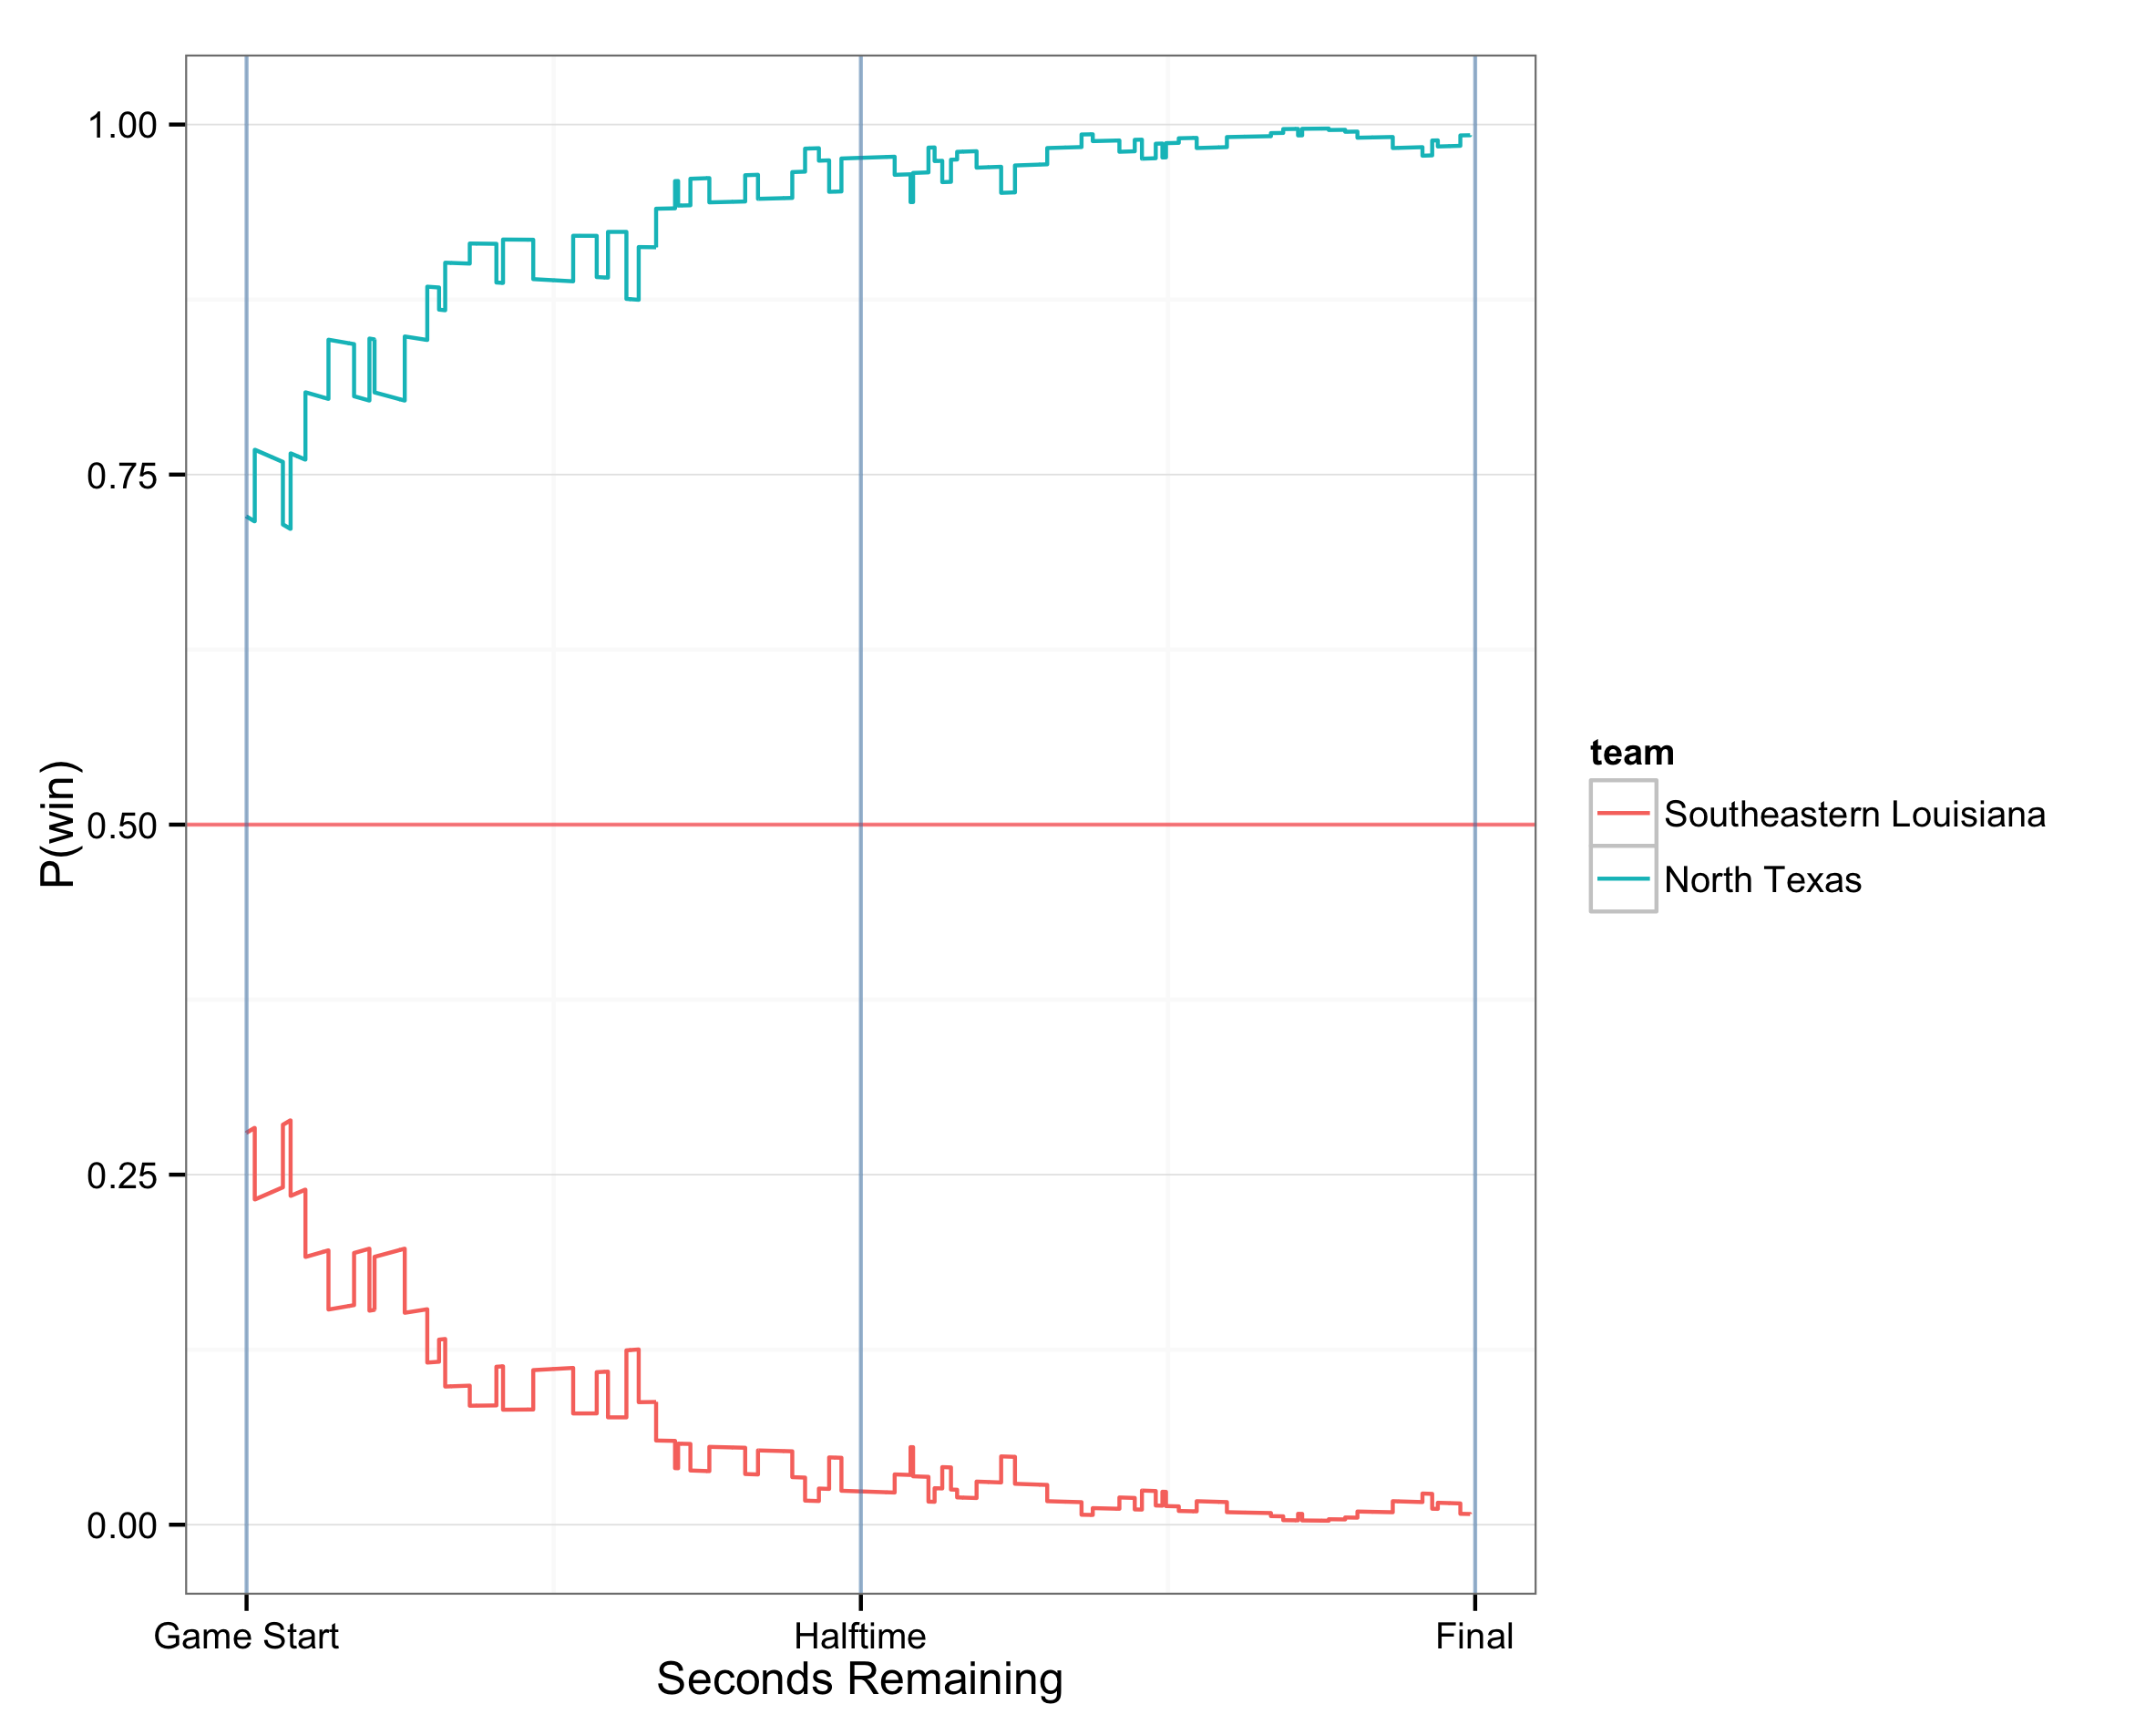 1.00
0.75
0.50
0.25
0.00
P(win)
Game Start
Halftime
Final
Seconds Remaining
team
Southeastern Louisiana
North Texas